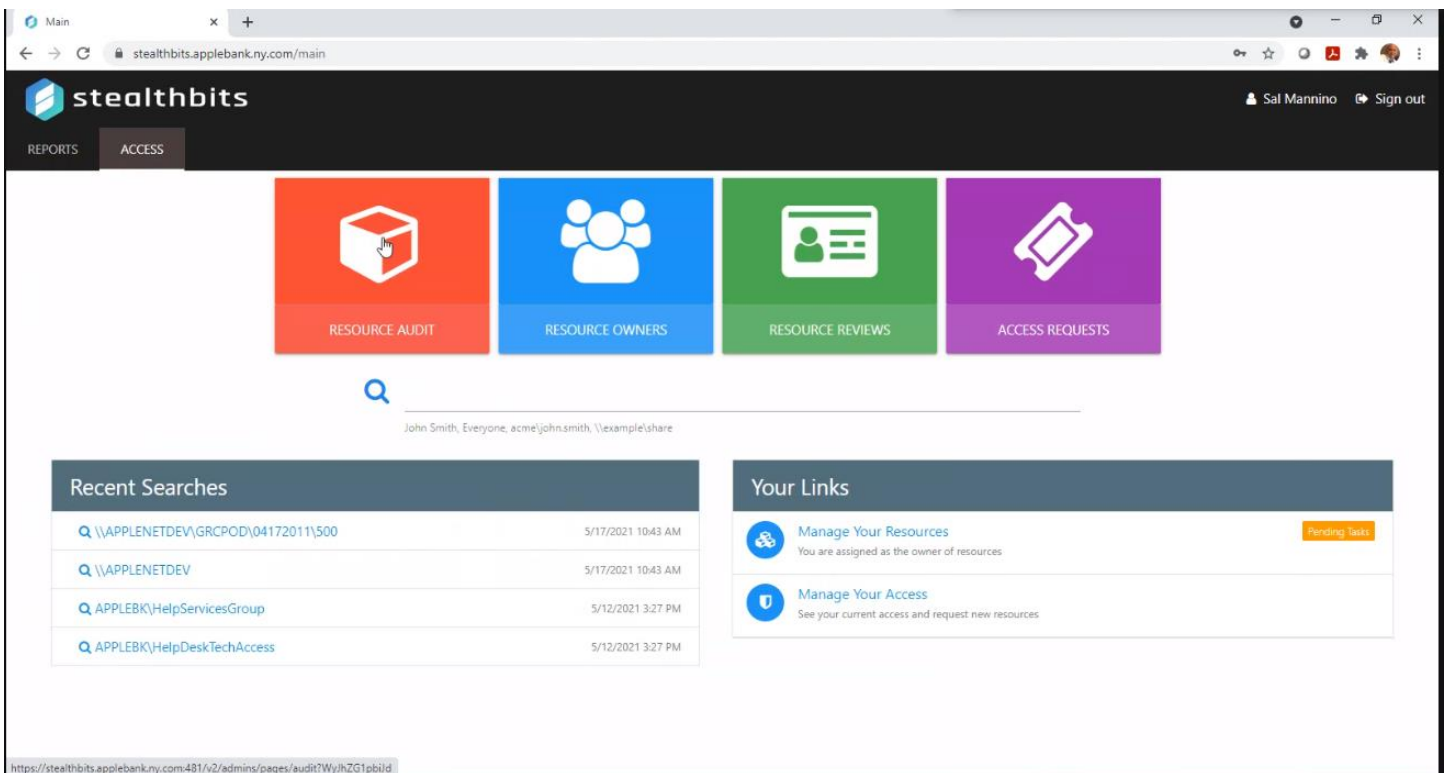 Main
stealthbits.applebank.ny.com/main
stealthbits
Sal Mannino
Sign out
REPORTS
ACCESS
RESOURCE AUDIT
RESOURCE OWNERS
RESOURCE REVIEWS
ACCESS REQUESTS
John Smith, Everyone, acme\john.smith, \\example\share
Recent Searches
\\APPLENETDEV\GRCPOD\04172011\500 5/17/2021 10:43 AM
\\APPLENETDEV 5/17/2021 10:43 AM
APPLEBK\HelpServicesGroup 5/12/2021 3:27 PM
APPLEBK\HelpDeskTechAccess 5/12/2021 3:27 PM
Your Links
Manage Your Resources
Pending Tasks
You are assigned as the owner of resources
Manage Your Access
See your current access and request new resources
https://stealthbits.applebank.ny.com:481/v2/admins/pages/audit?WyJhZG1pbiJd